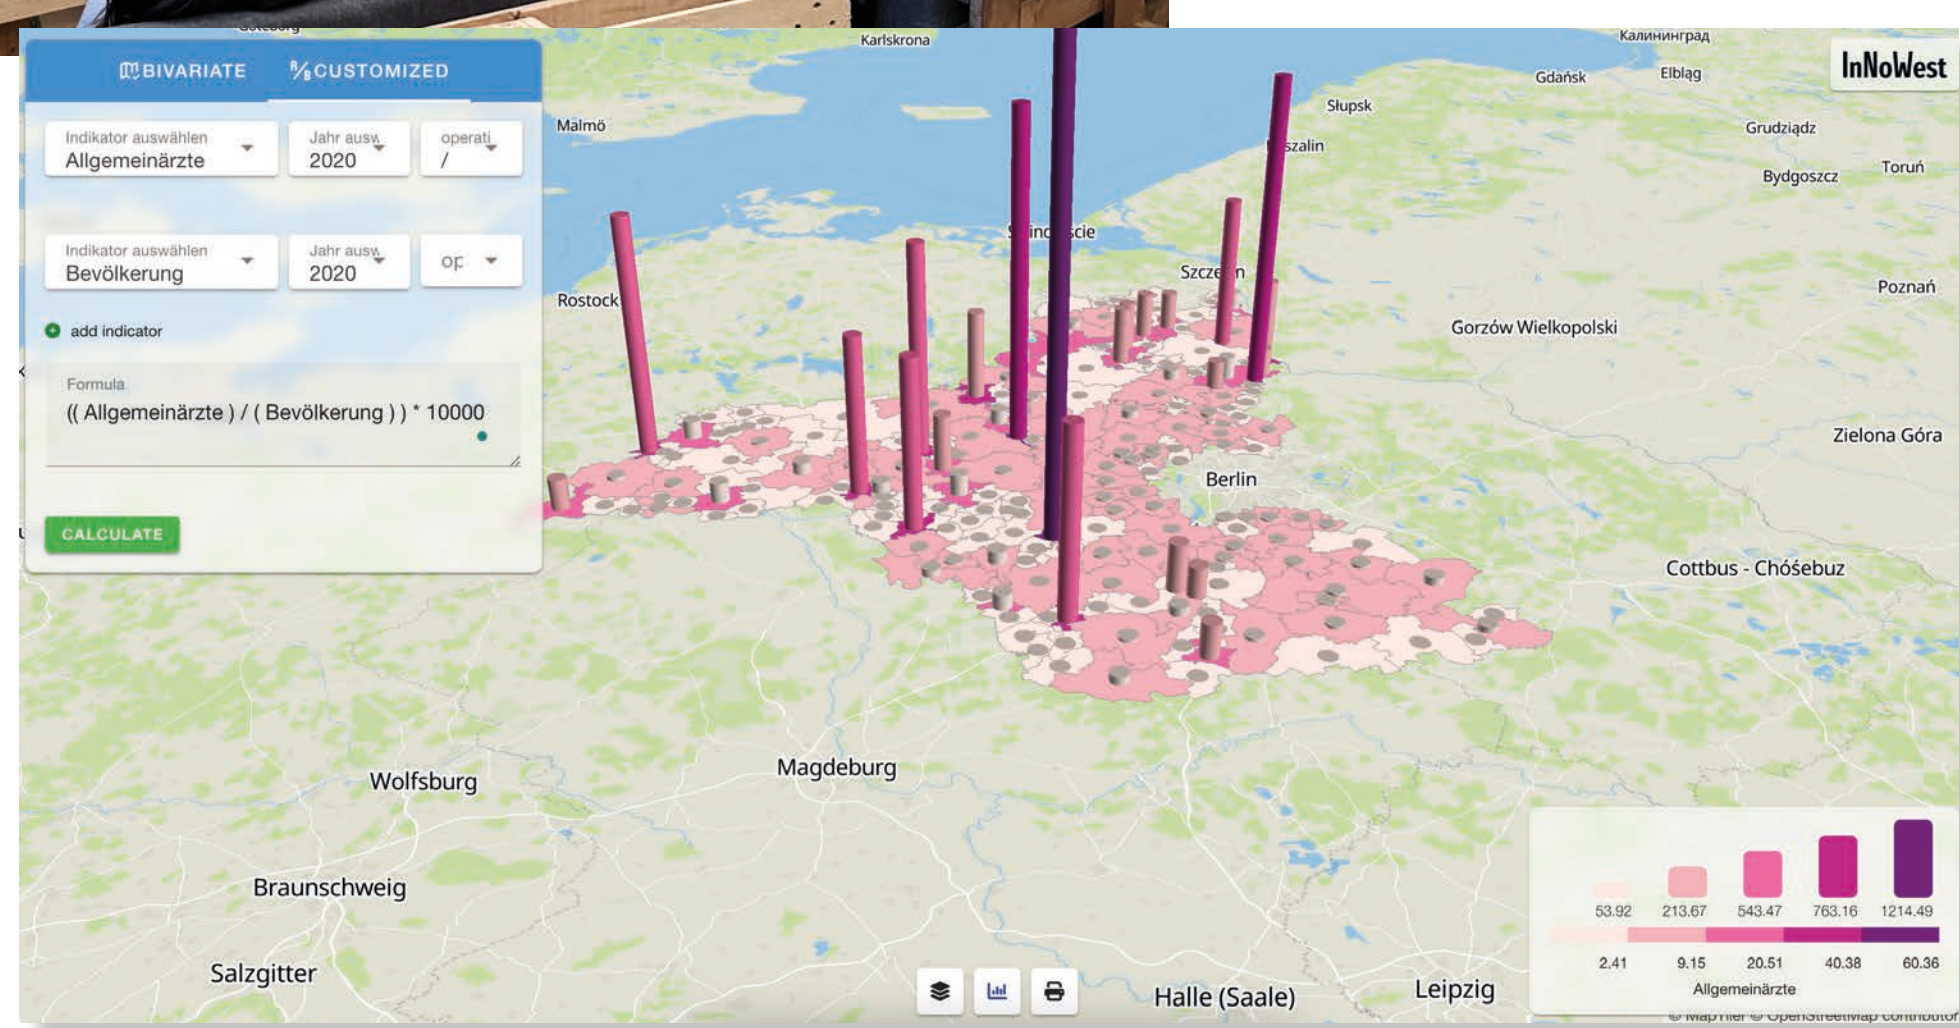 BIVARIATE
CUSTOMIZED
Indikator auswählen
Allgemeinärzte
Jahr ausw
2020
operati
/
Indikator auswählen
Bevölkerung
Jahr ausw
2020
op
add indicator
Formula
(( Allgemeinärzte ) / ( Bevölkerung ) ) * 10000
CALCULATE
InNoWest
Karlskrona
Калининград
Gdańsk
Elbląg
Słupsk
Malmö
Grudziądz
Toruń
Bydgoszcz
Rostock
Poznań
Gorzów Wielkopolski
Zielona Góra
Berlin
Cottbus - Chóśebuz
Magdeburg
Wolfsburg
Braunschweig
Salzgitter
Halle (Saale)
Leipzig
53.92 213.67 543.47 763.16 1214.49
2.41 9.15 20.51 40.38 60.36
Allgemeinärzte